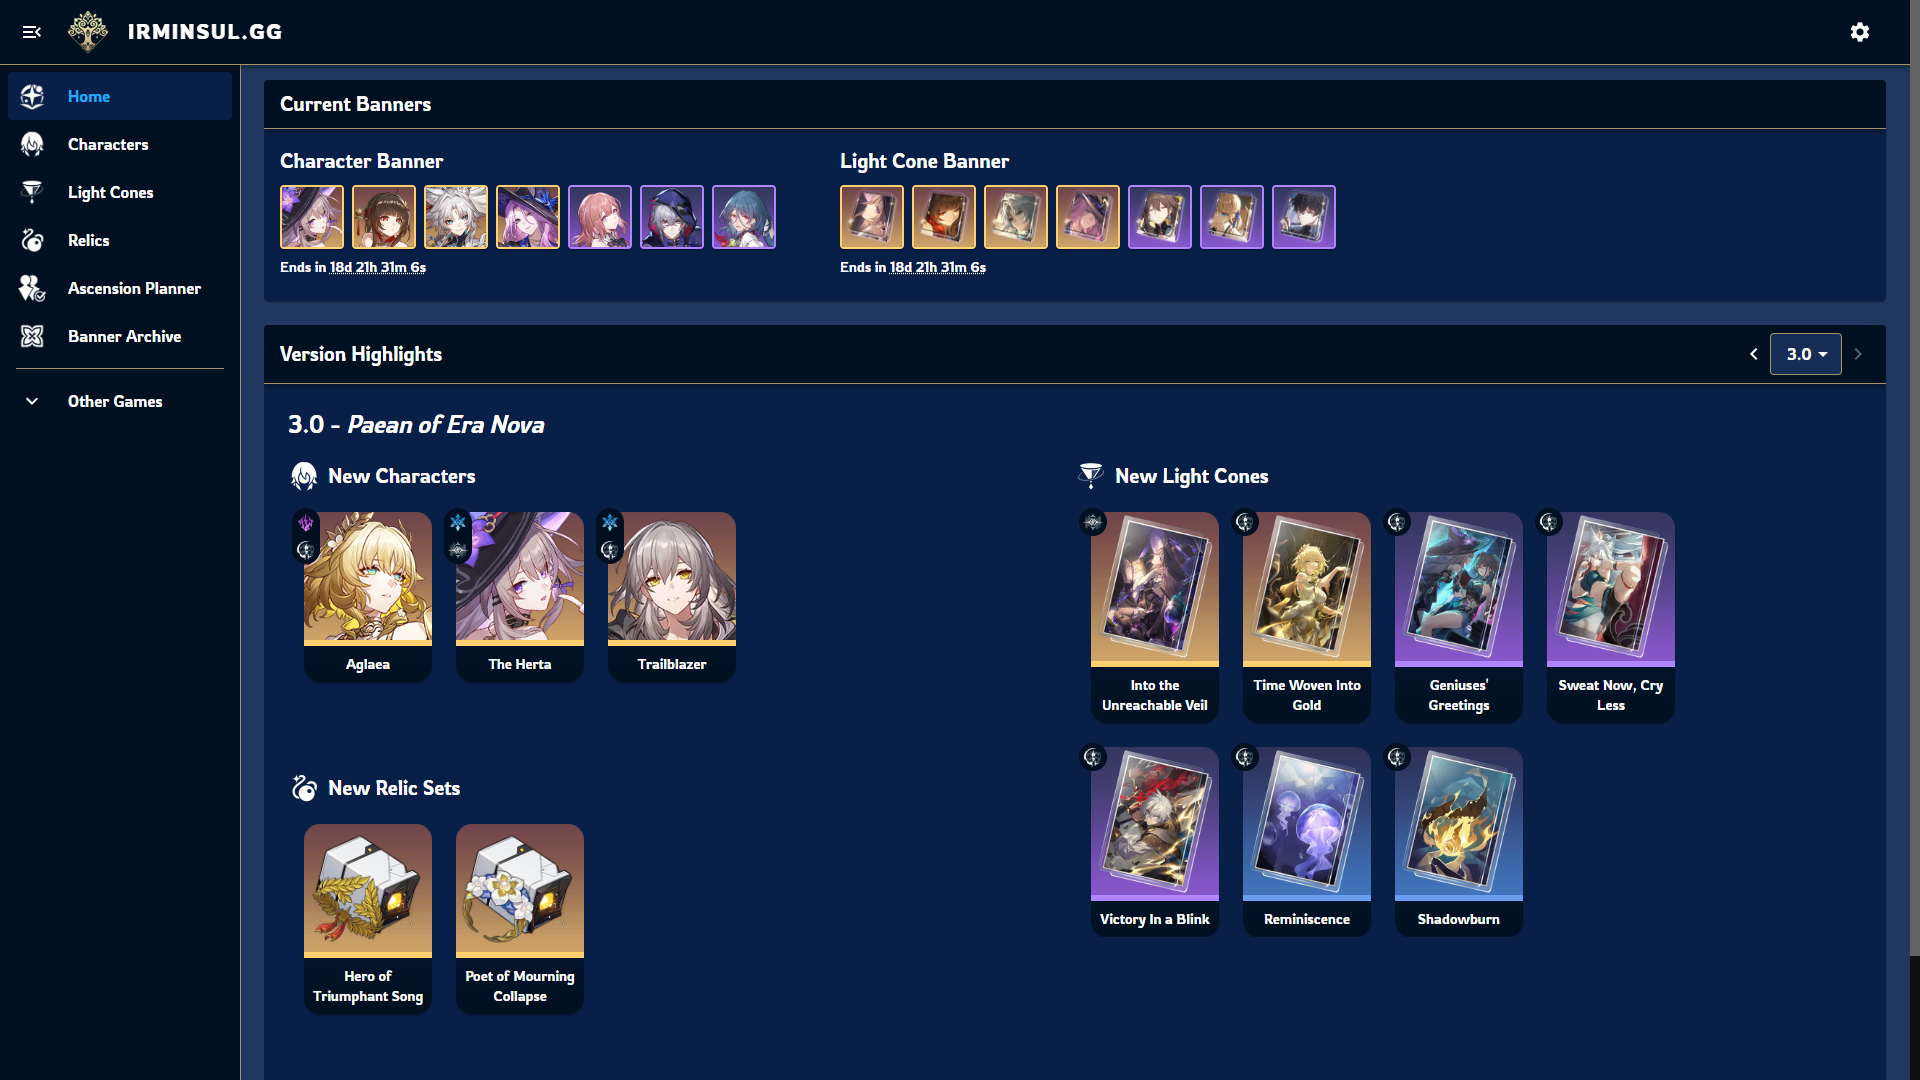 IRMINSUL.GG
Home
Characters
Light Cones
Relics
Ascension Planner
Banner Archive
Other Games
Current Banners
Character Banner
Ends in 18d 21h 31m 6s
Light Cone Banner
Ends in 18d 21h 31m 6s
Version Highlights
3.0
3.0 - Paean of Era Nova
New Characters
Aglaea
The Herta
Trailblazer
New Relic Sets
Hero of
Triumphant Song
Poet of Mourning
Collapse
New Light Cones
Into the
Unreachable Veil
Time Woven Into
Gold
Geniuses'
Greetings
Sweat Now, Cry
Less
Victory In a Blink
Reminiscence
Shadowburn